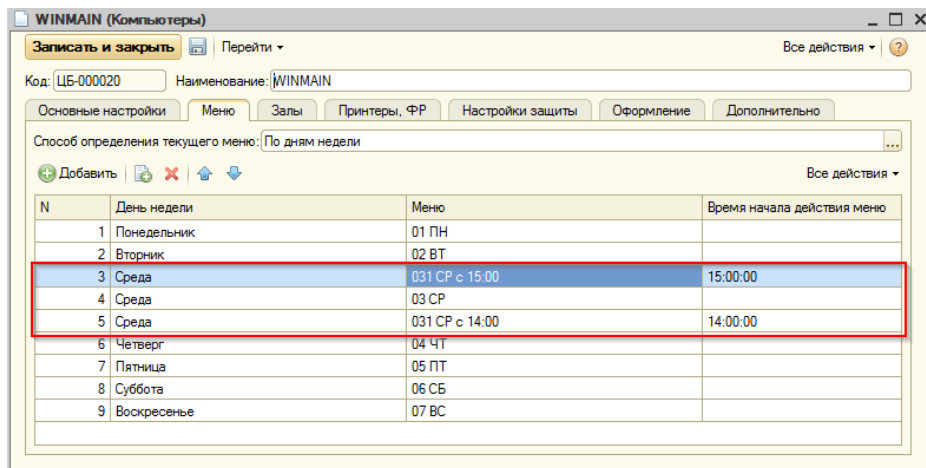 WINMAIN (Компьютеры)
Записать и закрыть Перейти Все действия ?
Код: ЦБ-000020 Наименование: WINMAIN
Основные настройки Меню Залы Принтеры, ФР Настройки защиты Оформление Дополнительно
Способ определения текущего меню: По дням недели ...
Добавить Все действия
N День недели Меню Время начала действия меню
1 Понедельник 01 ПН
2 Вторник 02 ВТ
3 Среда 031 СР с 15:00 15:00:00
4 Среда 03 СР
5 Среда 031 СР с 14:00 14:00:00
6 Четверг 04 ЧТ
7 Пятница 05 ПТ
8 Суббота 06 СБ
9 Воскресенье 07 ВС